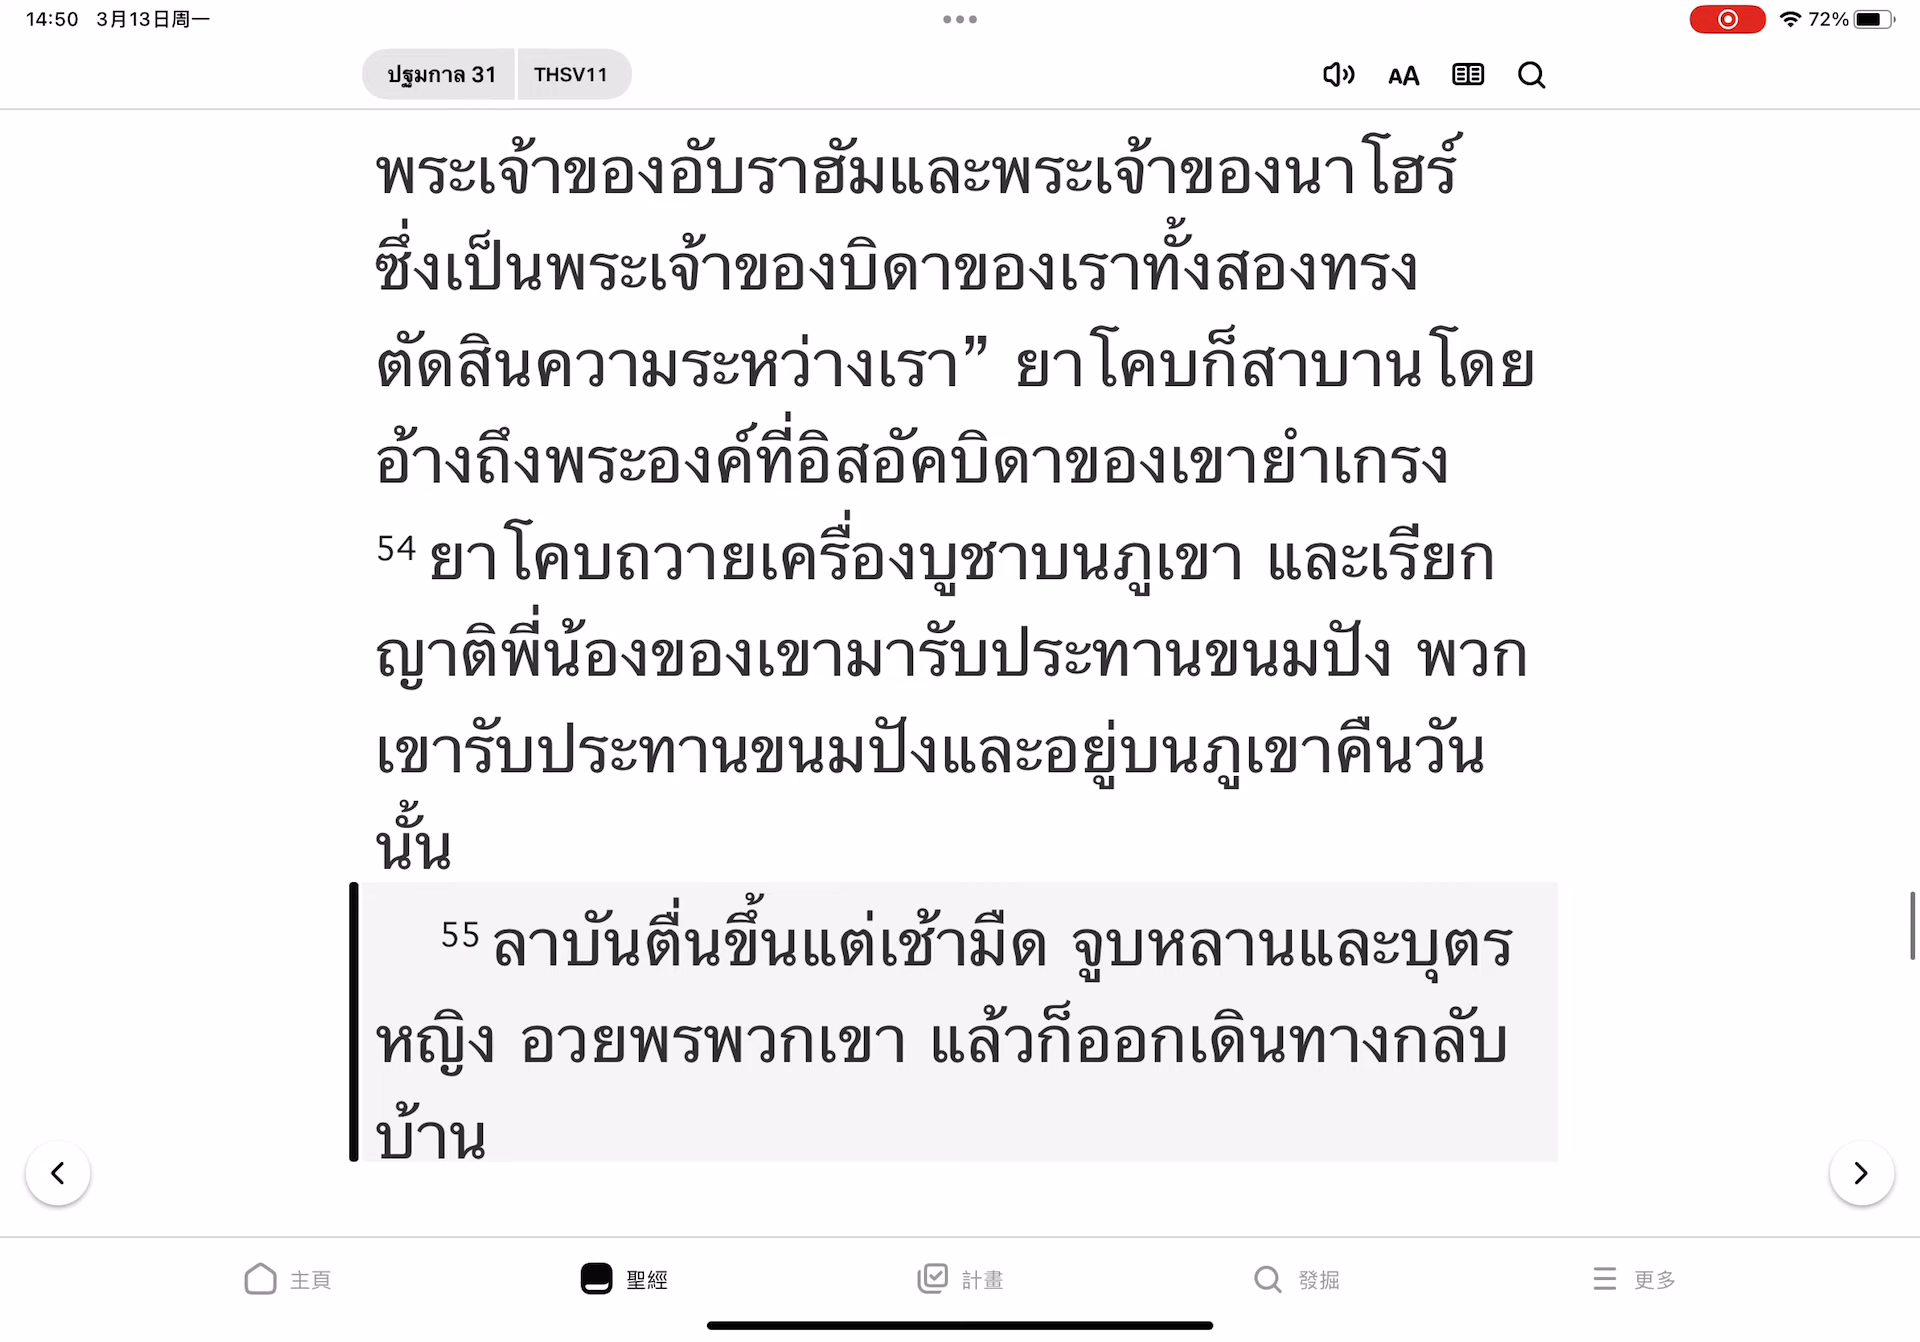 14:50 3月13日周一
72%
ปฐมกาล 31 THSV11
AA
พระเจ้าของอับราฮัมและพระเจ้าของนาโฮร์
ซึ่งเป็นพระเจ้าของบิดาของเราทั้งสองทรง
ตัดสินความระหว่างเรา” ยาโคบก็สาบานโดย
อ้างถึงพระองค์ที่อิสอัคบิดาของเขายำเกรง
54 ยาโคบถวายเครื่องบูชาบนภูเขา และเรียก
ญาติพี่น้องของเขามารับประทานขนมปัง พวก
เขารับประทานขนมปังและอยู่บนภูเขาคืนวัน
นั้น
55 ลาบันตื่นขึ้นแต่เช้ามืด จูบหลานและบุตร
หญิง อวยพรพวกเขา แล้วก็ออกเดินทางกลับ
บ้าน
主頁 聖經 計畫 發掘 更多